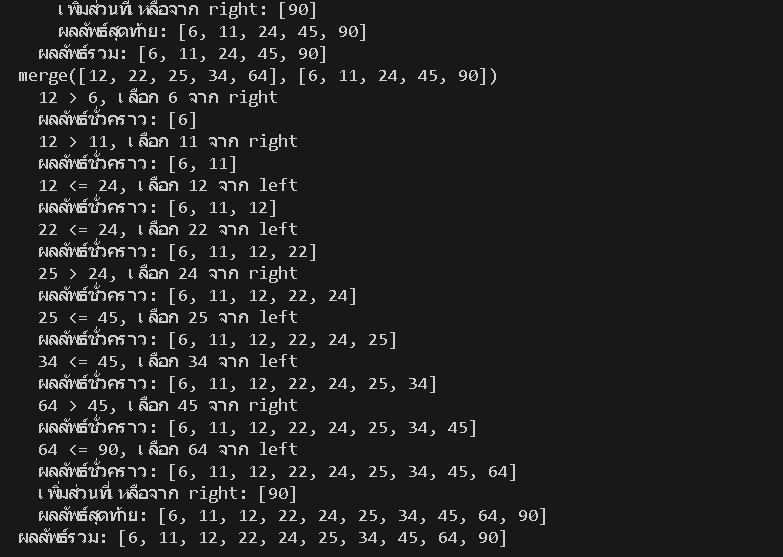 เพิ่มส่วนที่เหลือจาก right: [90]
ผลลัพธ์สุดท้าย: [6, 11, 24, 45, 90]
ผลลัพธ์รวม: [6, 11, 24, 45, 90]
merge([12, 22, 25, 34, 64], [6, 11, 24, 45, 90])
12 > 6, เลือก 6 จาก right
ผลลัพธ์ชั่วคราว: [6]
12 > 11, เลือก 11 จาก right
ผลลัพธ์ชั่วคราว: [6, 11]
12 <= 24, เลือก 12 จาก left
ผลลัพธ์ชั่วคราว: [6, 11, 12]
22 <= 24, เลือก 22 จาก left
ผลลัพธ์ชั่วคราว: [6, 11, 12, 22]
25 > 24, เลือก 24 จาก right
ผลลัพธ์ชั่วคราว: [6, 11, 12, 22, 24]
25 <= 45, เลือก 25 จาก left
ผลลัพธ์ชั่วคราว: [6, 11, 12, 22, 24, 25]
34 <= 45, เลือก 34 จาก left
ผลลัพธ์ชั่วคราว: [6, 11, 12, 22, 24, 25, 34]
64 > 45, เลือก 45 จาก right
ผลลัพธ์ชั่วคราว: [6, 11, 12, 22, 24, 25, 34, 45]
64 <= 90, เลือก 64 จาก left
ผลลัพธ์ชั่วคราว: [6, 11, 12, 22, 24, 25, 34, 45, 64]
เพิ่มส่วนที่เหลือจาก right: [90]
ผลลัพธ์สุดท้าย: [6, 11, 12, 22, 24, 25, 34, 45, 64, 90]
ผลลัพธ์รวม: [6, 11, 12, 22, 24, 25, 34, 45, 64, 90]